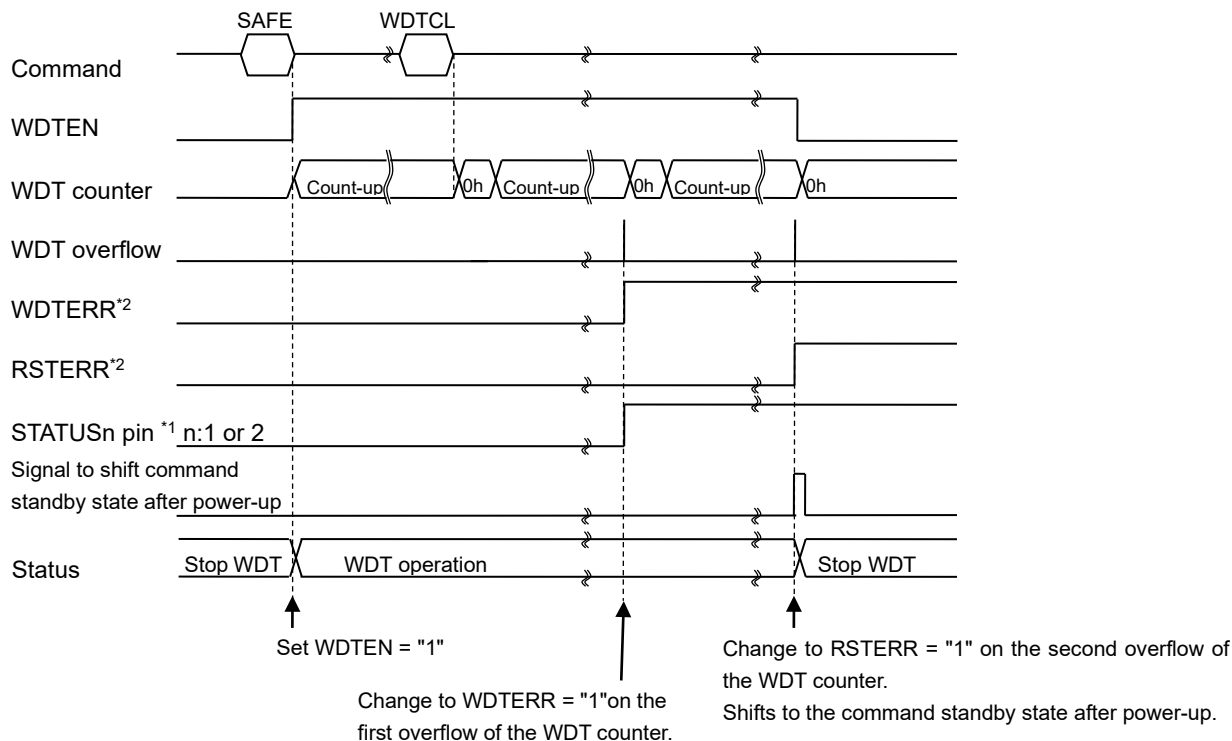 SAFE WDTCL
Command
WDTEN
WDT counter Count-up 0h Count-up 0h Count-up 0h
WDT overflow
WDTERR*2
RSTERR*2
STATUSn pin *1 n:1 or 2
Signal to shift command
standby state after power-up
Status Stop WDT WDT operation Stop WDT
Set WDTEN = "1"
Change to WDTERR = "1"on the
first overflow of the WDT counter.
Change to RSTERR = "1" on the second overflow of
the WDT counter.
Shifts to the command standby state after power-up.